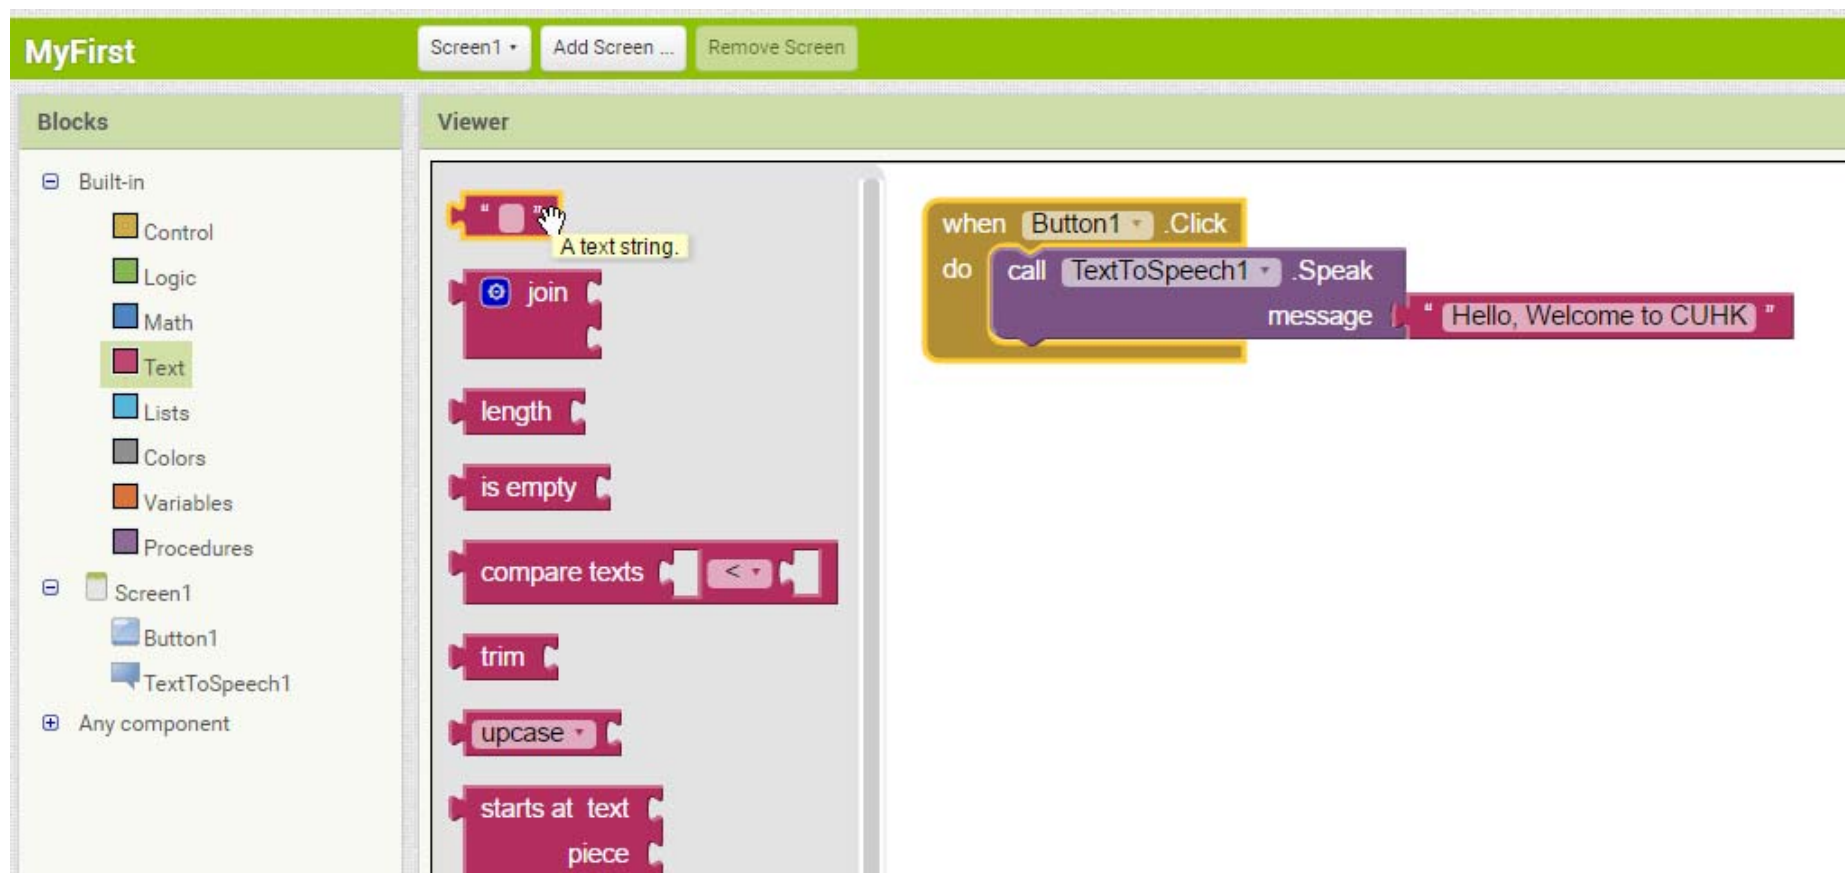 MyFirst
Screen1
Add Screen ...
Remove Screen
Blocks
Viewer
Built-in
Control
Logic
Math
Text
Lists
Colors
Variables
Procedures
Screen1
Button1
TextToSpeech1
Any component
“ ”
A text string.
join
length
is empty
compare texts <
trim
upcase
starts at text
piece
when Button1 .Click
do call TextToSpeech1 .Speak
message “ Hello, Welcome to CUHK ”